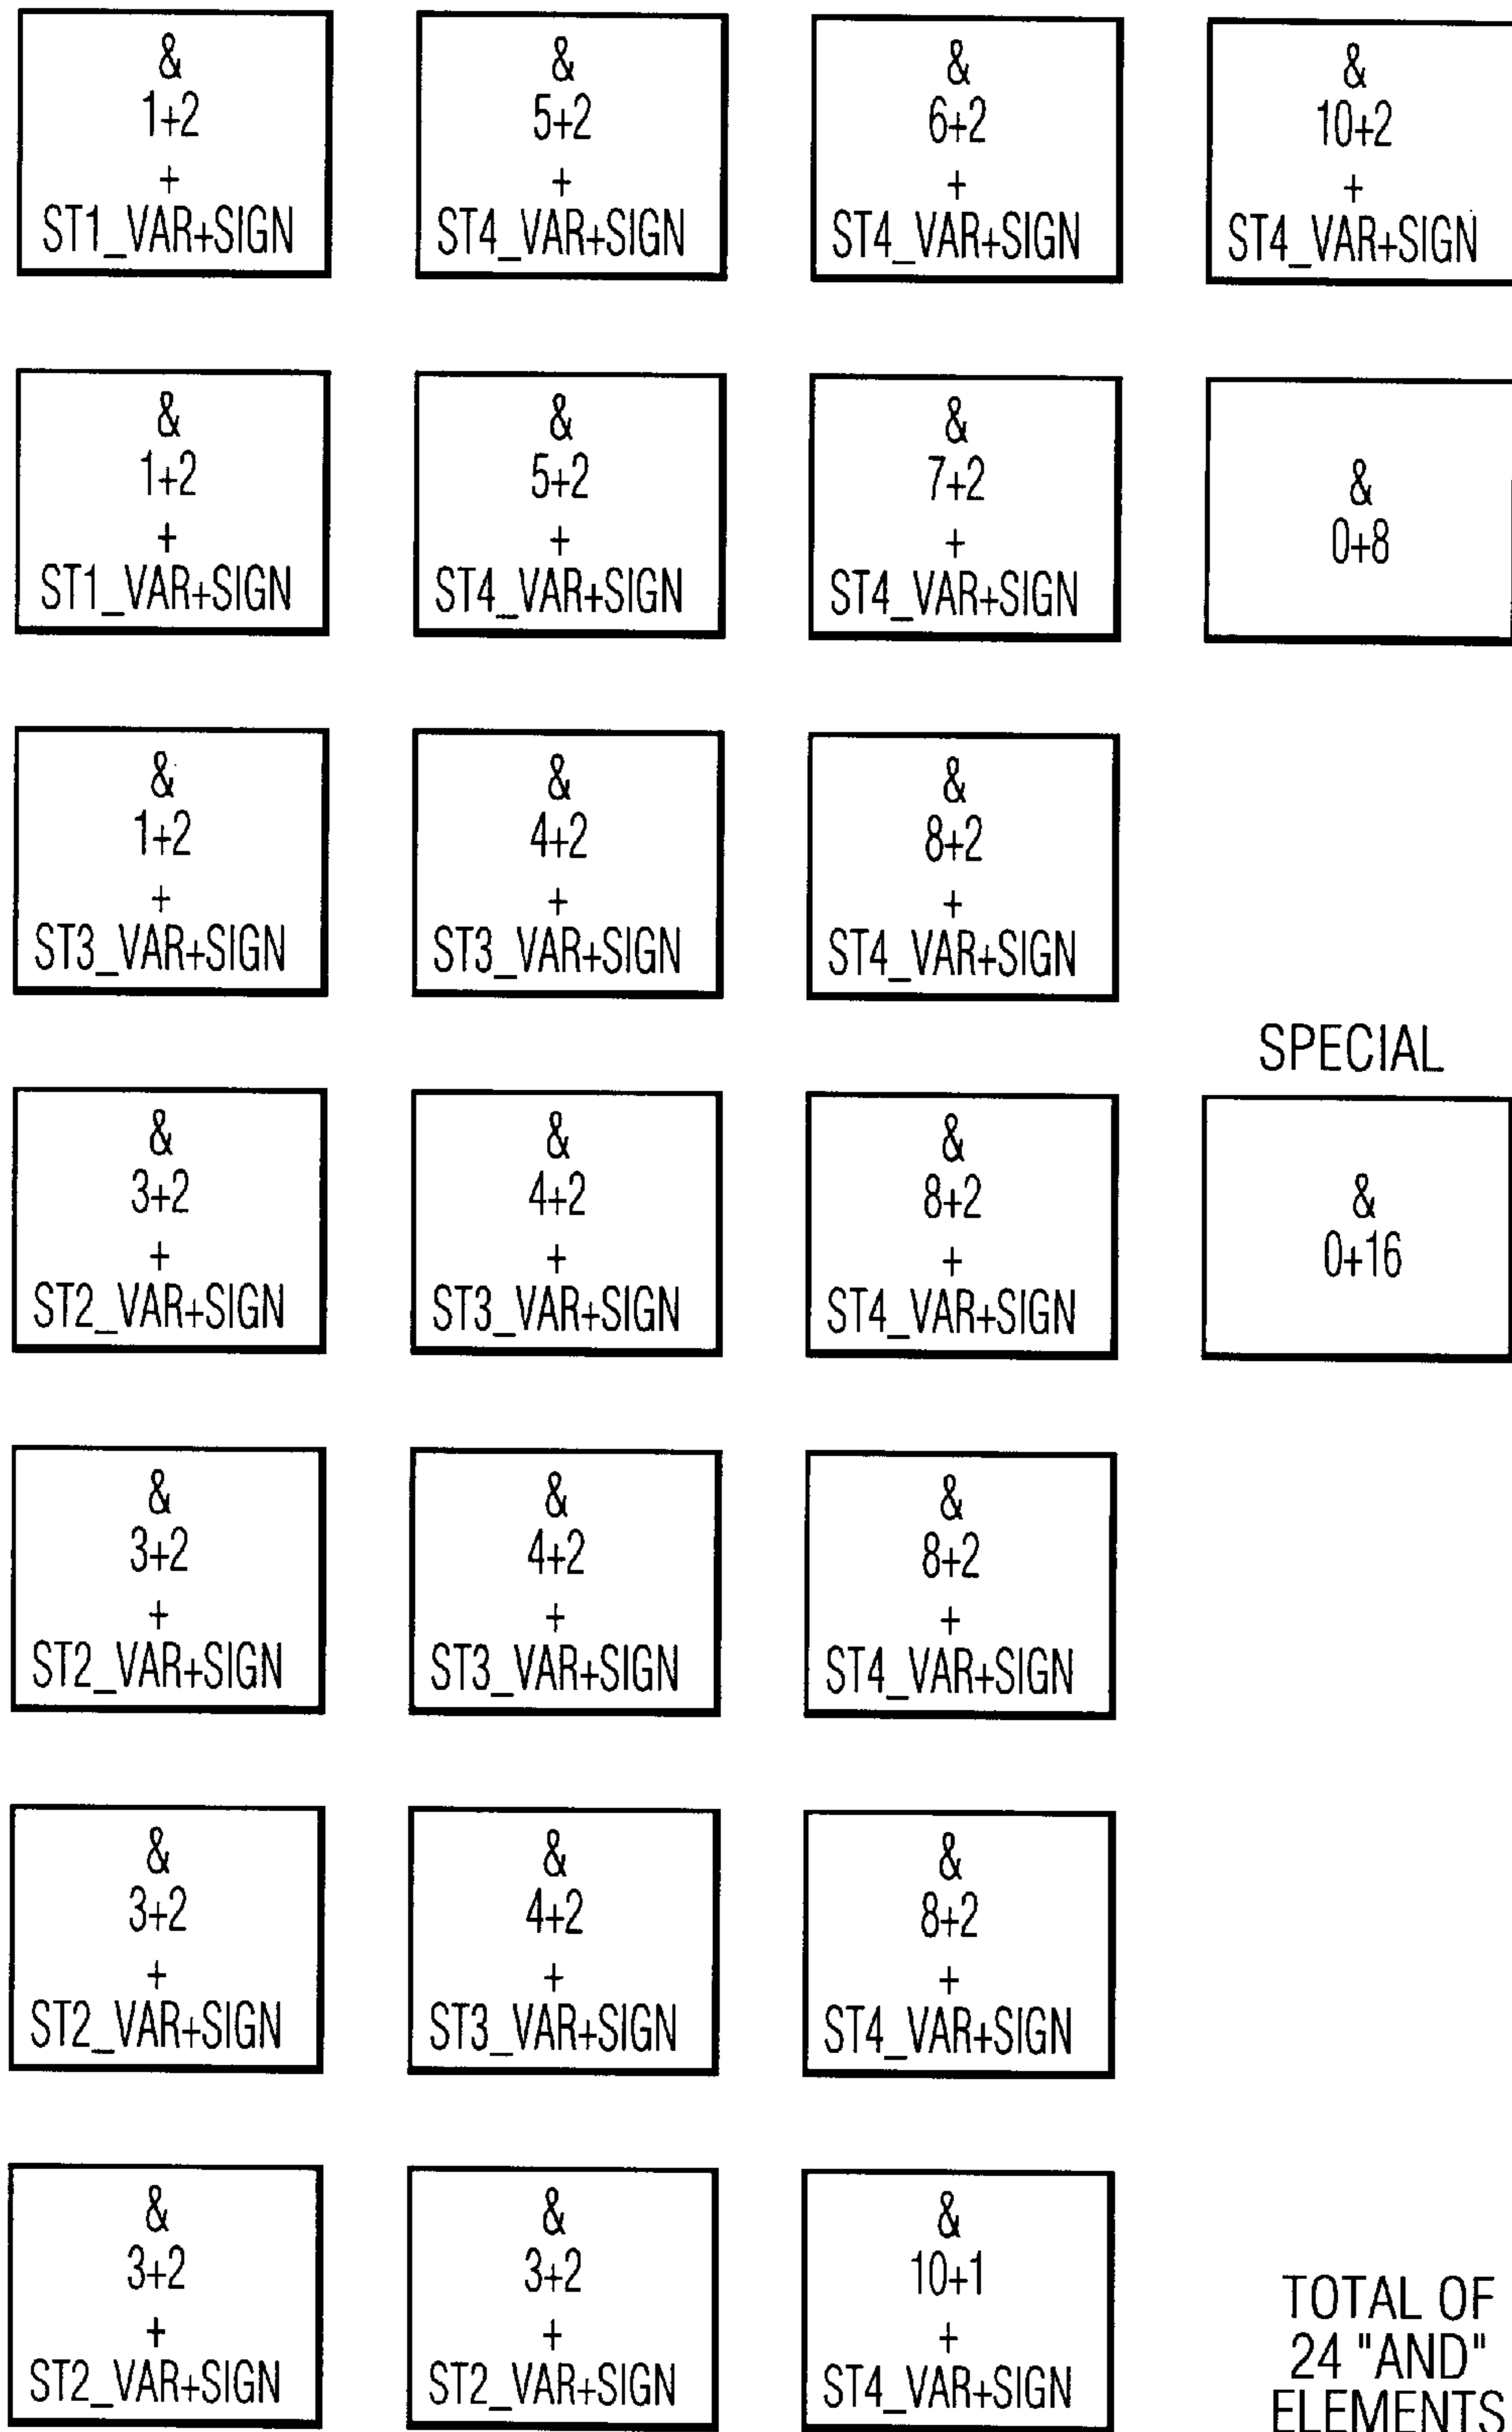 &
1+2
+
ST1_VAR+SIGN
&
5+2
+
ST4_VAR+SIGN
&
6+2
+
ST4_VAR+SIGN
&
10+2
+
ST4_VAR+SIGN
&
1+2
+
ST1_VAR+SIGN
&
5+2
+
ST4_VAR+SIGN
&
7+2
+
ST4_VAR+SIGN
&
0+8
&
1+2
+
ST3_VAR+SIGN
&
4+2
+
ST3_VAR+SIGN
&
8+2
+
ST4_VAR+SIGN
&
3+2
+
ST2_VAR+SIGN
&
4+2
+
ST3_VAR+SIGN
&
8+2
+
ST4_VAR+SIGN
SPECIAL
&
0+16
&
3+2
+
ST2_VAR+SIGN
&
4+2
+
ST3_VAR+SIGN
&
8+2
+
ST4_VAR+SIGN
&
3+2
+
ST2_VAR+SIGN
&
4+2
+
ST3_VAR+SIGN
&
8+2
+
ST4_VAR+SIGN
&
3+2
+
ST2_VAR+SIGN
&
3+2
+
ST2_VAR+SIGN
&
10+1
+
ST4_VAR+SIGN
TOTAL OF
24 "AND"
ELEMENTS